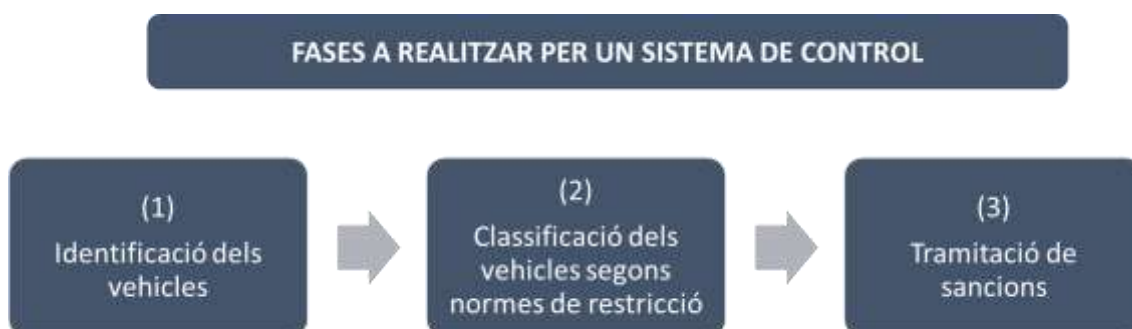 FASES A REALITZAR PER UN SISTEMA DE CONTROL
(1)
Identificació dels
vehicles
(2)
Classificació dels
vehicles segons
normes de restricció
(3)
Tramitació de
sancions